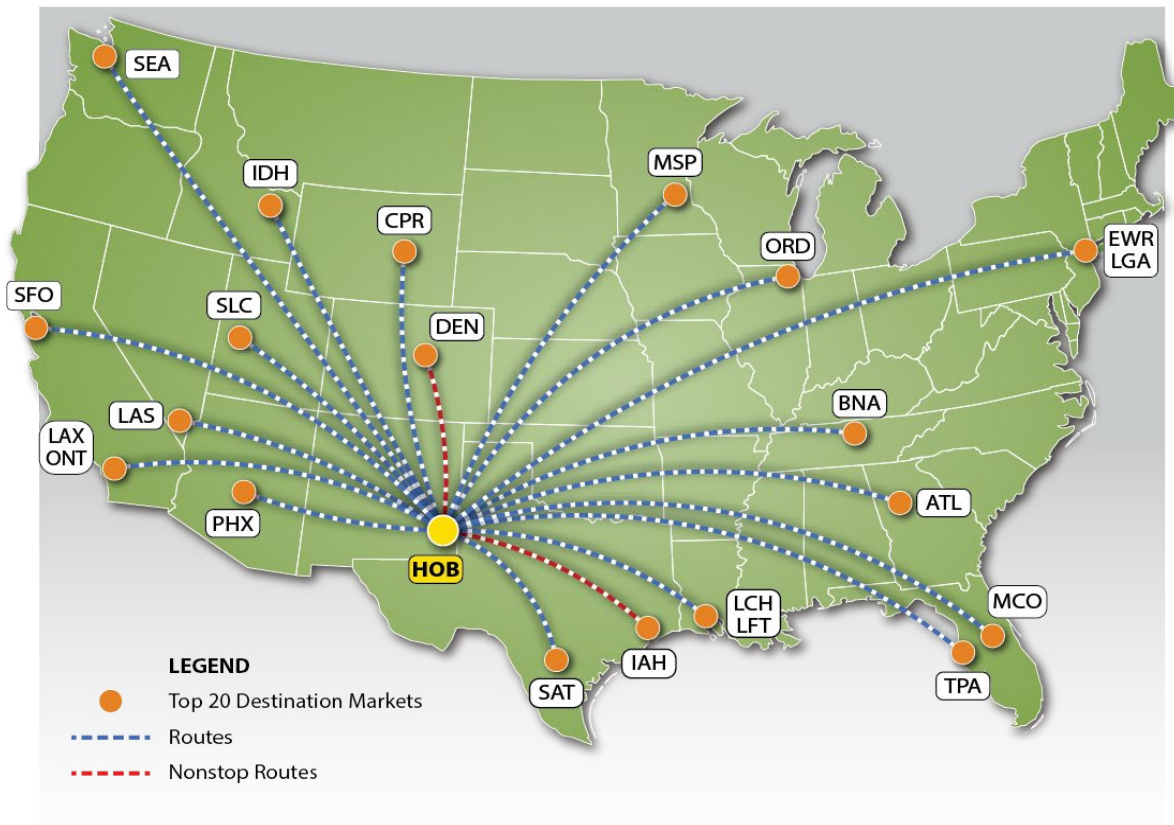 SEA
IDH
MSP
CPR
ORD
EWR
LGA
SFO
SLC
DEN
LAS
BNA
LAX
ONT
PHX
ATL
HOB
LCH
LFT
MCO
IAH
SAT
TPA
LEGEND
Top 20 Destination Markets
Routes
Nonstop Routes